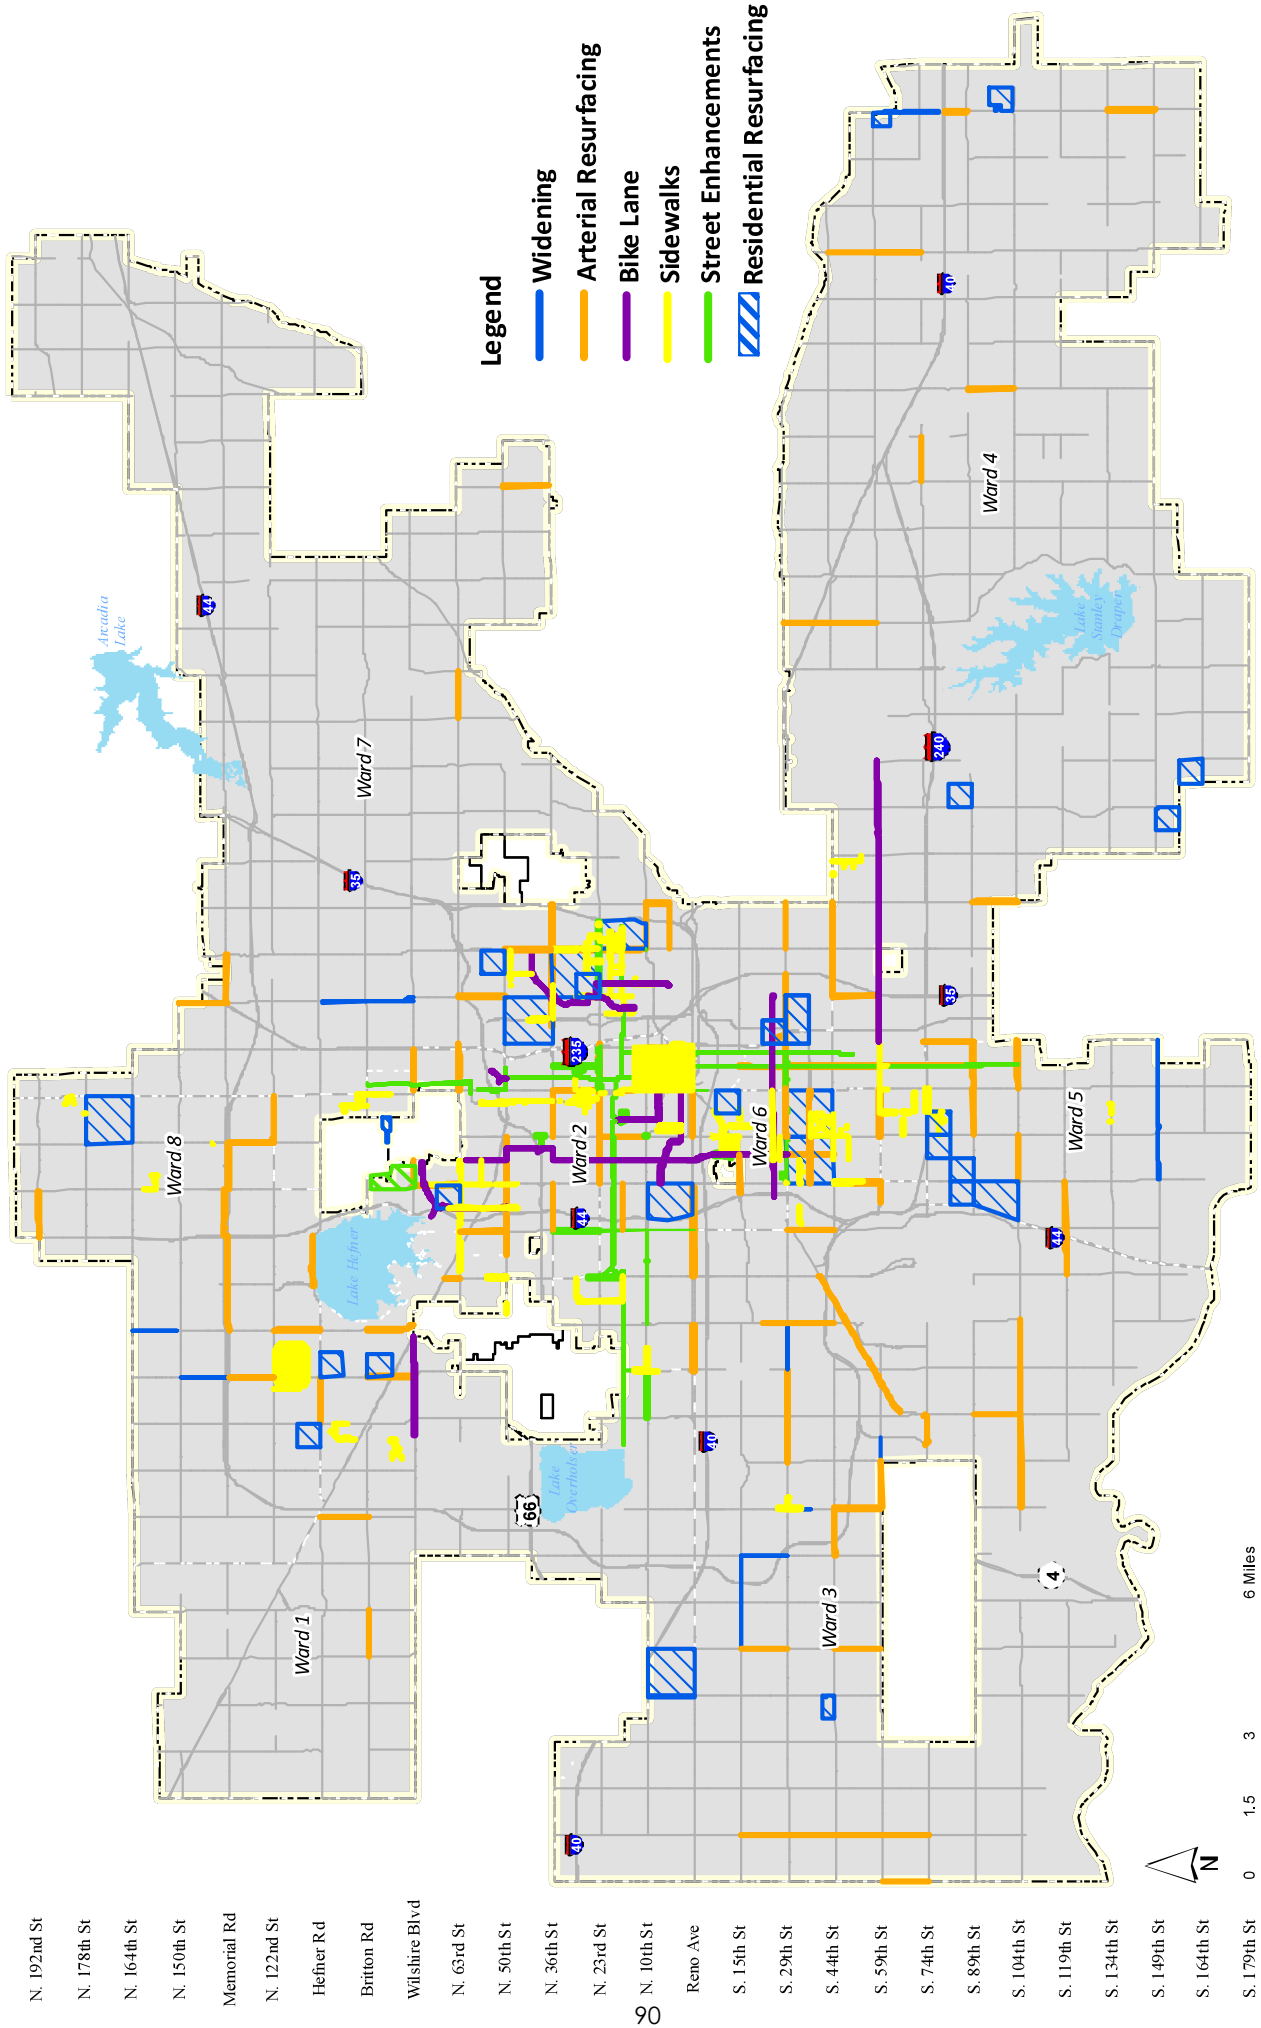 Legend
Widening
Arterial Resurfacing
Bike Lane
Sidewalks
Street Enhancements
Residential Resurfacing
N. 192nd St
N. 178th St
N. 164th St
N. 150th St
Memorial Rd
N. 122nd St
Hefner Rd
Britton Rd
Wilshire Blvd
N. 63rd St
N. 50th St
N. 36th St
N. 23rd St
N. 10th St
Reno Ave
S. 15th St
S. 29th St
S. 44th St
S. 59th St
S. 74th St
S. 89th St
S. 104th St
S. 119th St
S. 134th St
S. 149th St
S. 164th St
S. 179th St
Ward 1
Ward 2
Ward 3
Ward 4
Ward 5
Ward 6
Ward 7
Ward 8
Arcadia
Lake
Lake Hefner
Lake
Overholser
Lake
Stanley
Draper
44
35
235
44
66
40
40
40
240
35
44
4
N
0
1.5
3
6 Miles
90